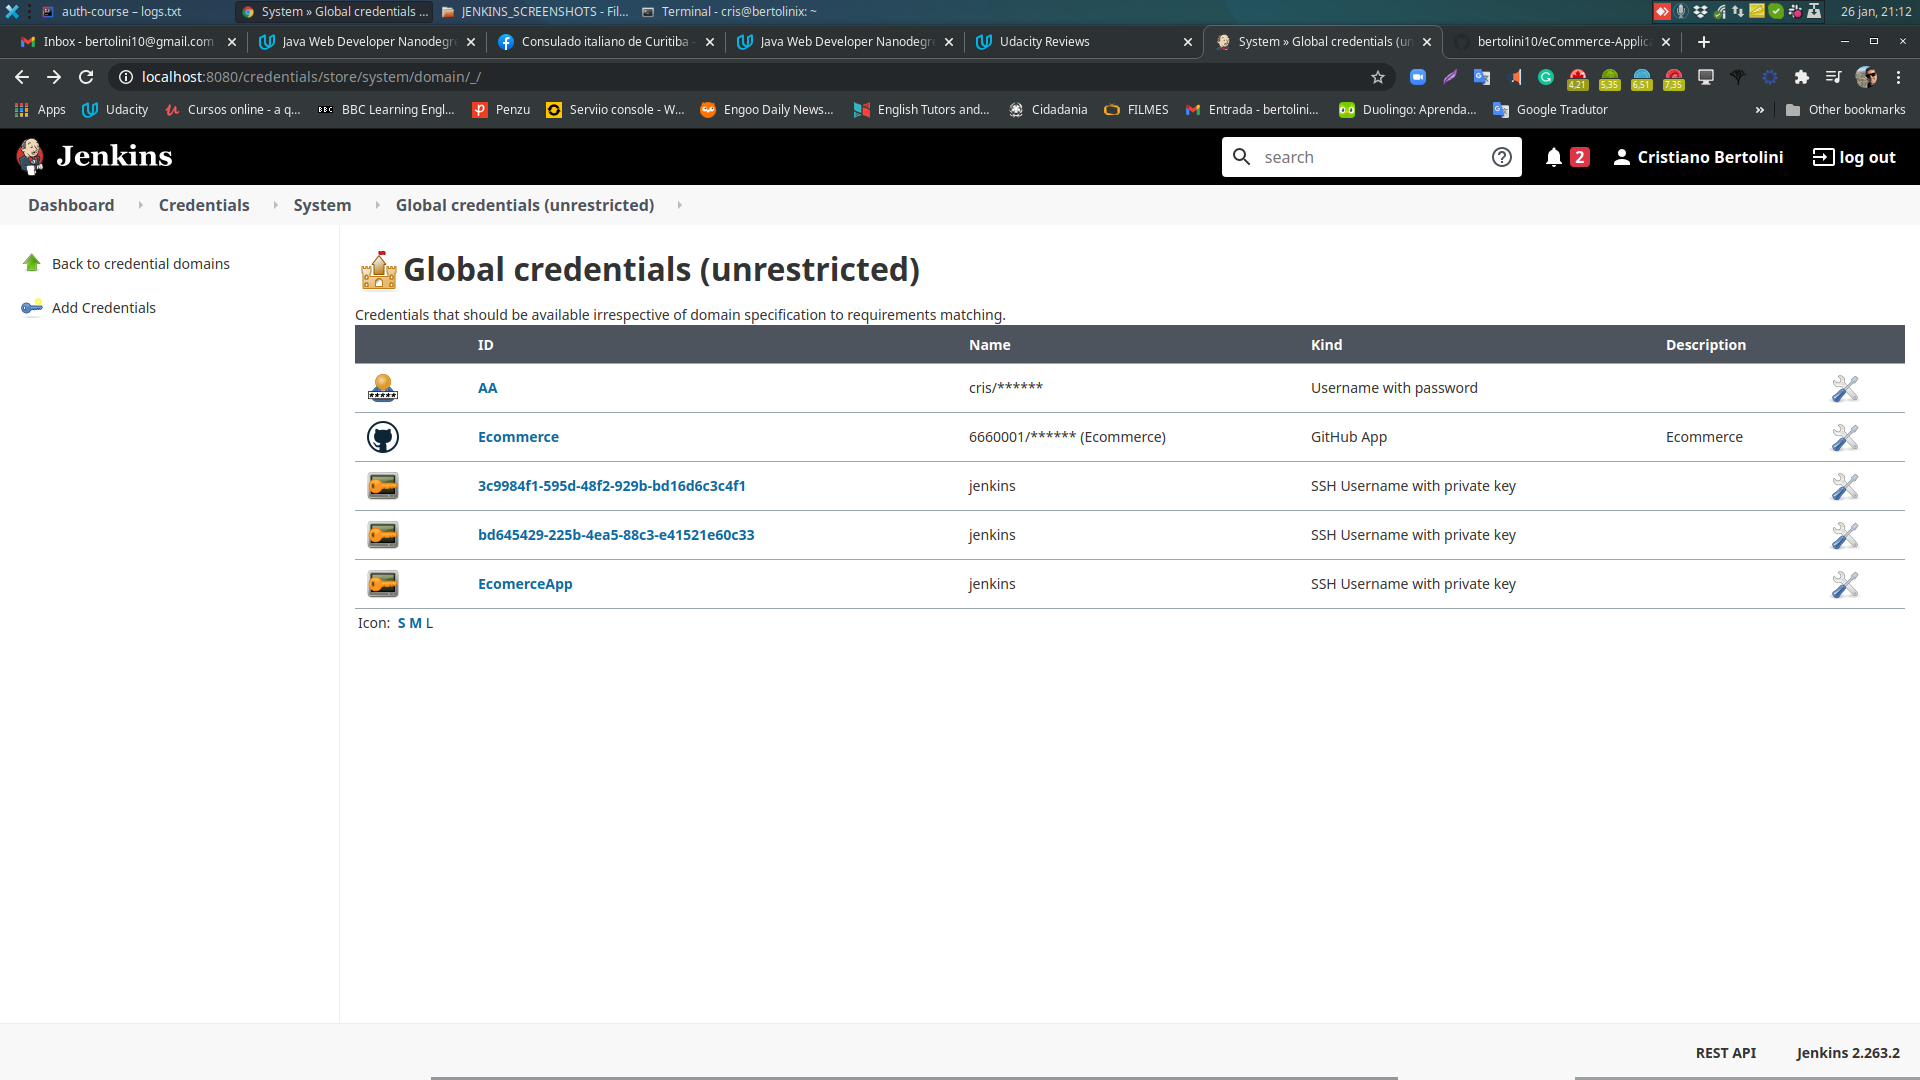 auth-course – logs.txt
System » Global credentials ...
JENKINS_SCREENSHOTS - Fil...
Terminal - cris@bertolinix: ~
26 jan, 21:12
Inbox - bertolini10@gmail.com
Java Web Developer Nanodegre
Consulado italiano de Curitiba -
Java Web Developer Nanodegre
Udacity Reviews
System » Global credentials (un
bertolini10/eCommerce-Applic
localhost:8080/credentials/store/system/domain/_/
4,21
5,35
6,51
7,35
Apps
Udacity
Cursos online - a q...
BBC
BBC Learning Engl...
Penzu
Serviio console - W...
Engoo Daily News...
English Tutors and...
Cidadania
FILMES
Entrada - bertolini...
Duolingo: Aprenda...
Google Tradutor
»
Other bookmarks
Jenkins
search
2
Cristiano Bertolini
log out
Dashboard
Credentials
System
Global credentials (unrestricted)
Back to credential domains
Add Credentials
Global credentials (unrestricted)
Credentials that should be available irrespective of domain specification to requirements matching.
ID Name Kind Description
AA cris/****** Username with password
Ecommerce 6660001/****** (Ecommerce) GitHub App Ecommerce
3c9984f1-595d-48f2-929b-bd16d6c3c4f1 jenkins SSH Username with private key
bd645429-225b-4ea5-88c3-e41521e60c33 jenkins SSH Username with private key
EcomerceApp jenkins SSH Username with private key
Icon: S M L
REST API
Jenkins 2.263.2